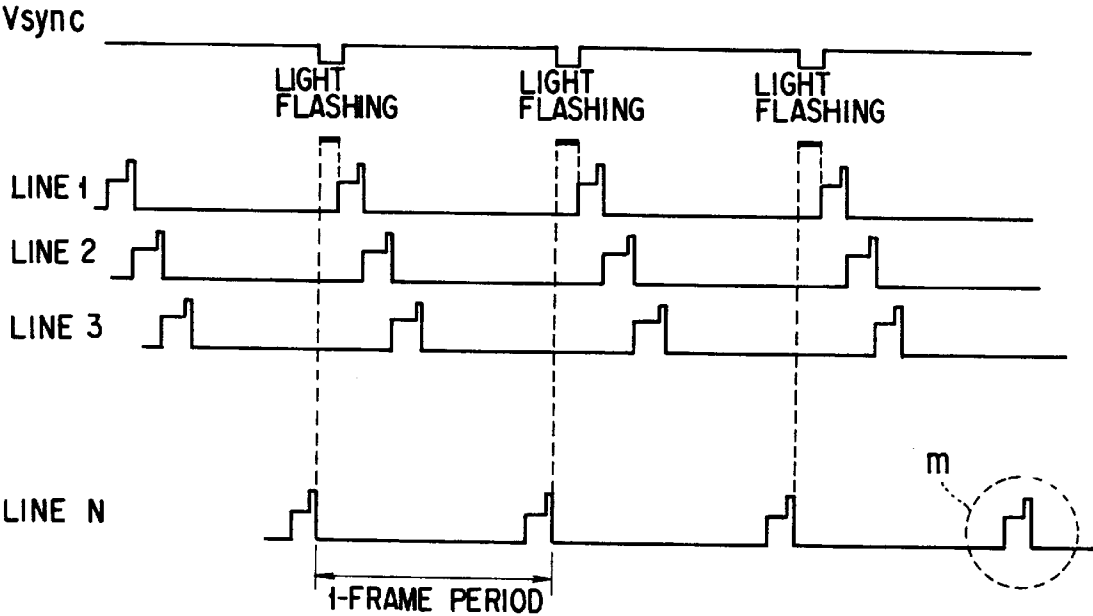 Vsync
LIGHT FLASHING
LIGHT FLASHING
LIGHT FLASHING
LINE 1
LINE 2
LINE 3
m
LINE N
1-FRAME PERIOD